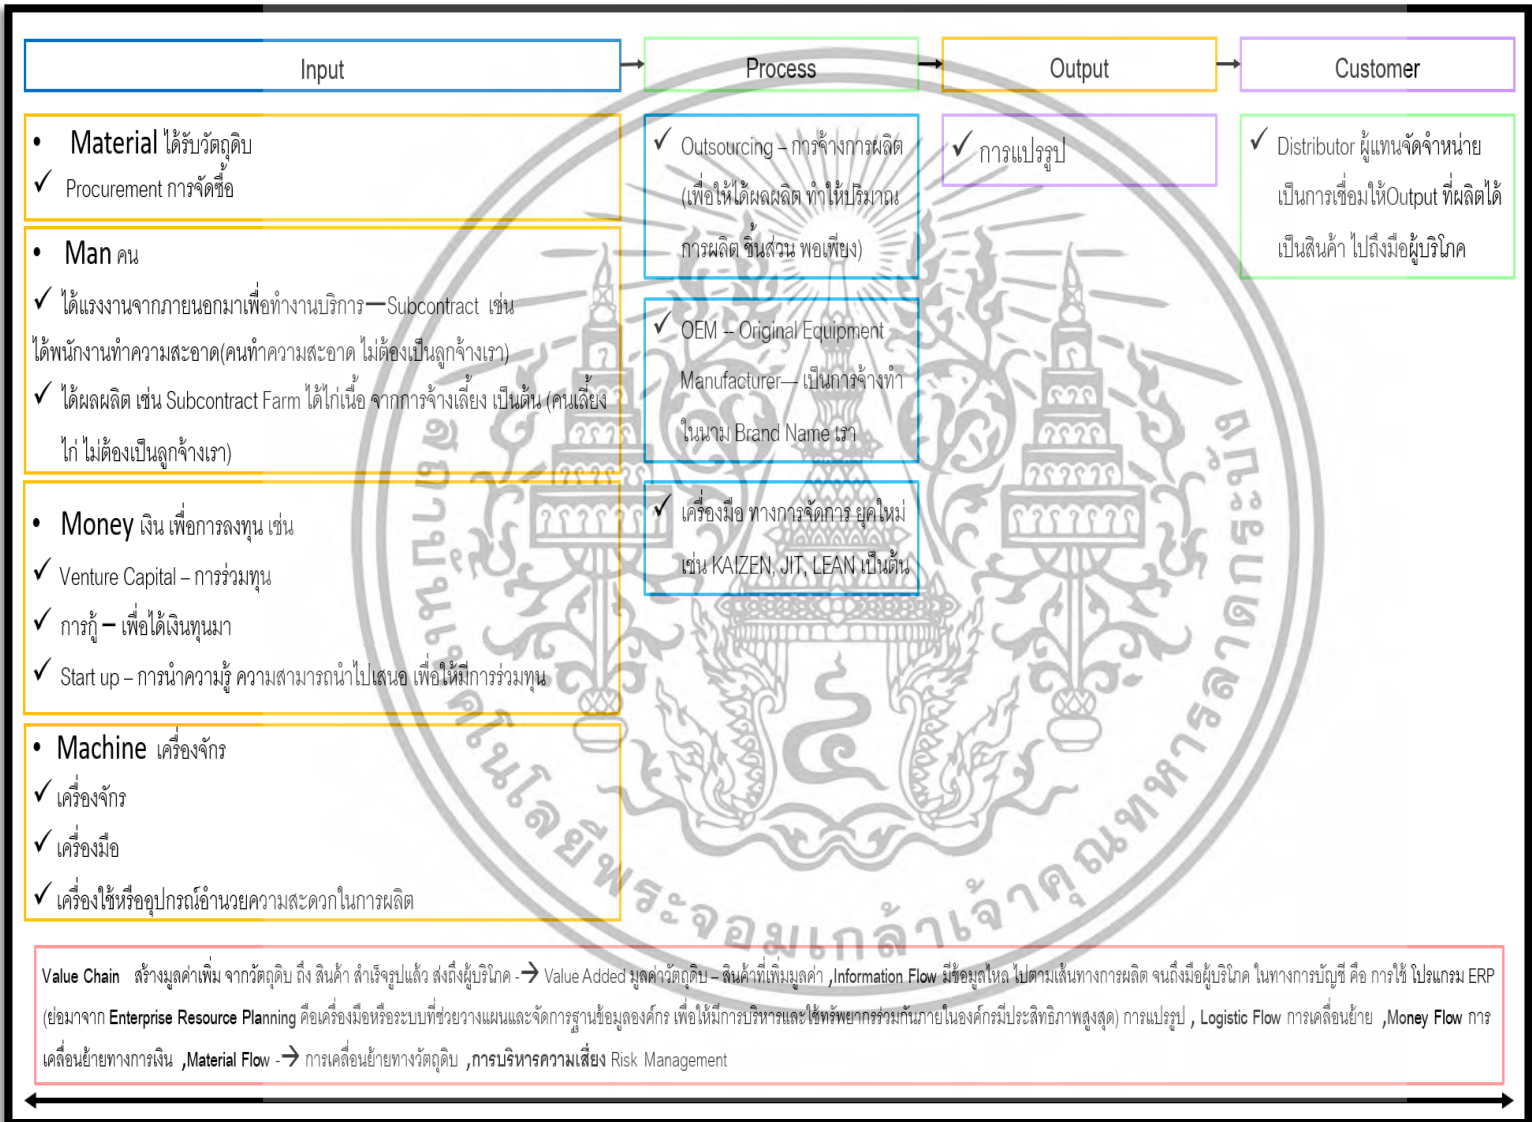 Input
Process
Output
Customer
• Material ได้รับวัตถุดิบ
✓ Procurement การจัดซื้อ
• Man คน
✓ ได้แรงงานจากภายนอกมาเพื่อทำงานบริการ—Subcontract เช่น
ได้พนักงานทำความสะอาด(คนทำความสะอาด ไม่ต้องเป็นลูกจ้างเรา)
✓ ได้ผลผลิต เช่น Subcontract Farm ได้ไก่เนื้อ จากการจ้างเลี้ยง เป็นต้น (คนเลี้ยง
ไก่ ไม่ต้องเป็นลูกจ้างเรา)
• Money เงิน เพื่อการลงทุน เช่น
✓ Venture Capital – การร่วมทุน
✓ การกู้ – เพื่อได้เงินทุนมา
✓ Start up – การนำความรู้ ความสามารถนำไปเสนอ เพื่อให้มีการร่วมทุน
• Machine เครื่องจักร
✓ เครื่องจักร
✓ เครื่องมือ
✓ เครื่องใช้หรืออุปกรณ์อำนวยความสะดวกในการผลิต
✓ Outsourcing – การจ้างการผลิต
(เพื่อให้ได้ผลผลิต ทำให้ปริมาณ
การผลิต ชิ้นส่วน พอเพียง)
✓ OEM -- Original Equipment
Manufacturer— เป็นการจ้างทำ
ในนาม Brand Name เรา
✓ เครื่องมือ ทางการจัดการ ยุคใหม่
เช่น KAIZEN, JIT, LEAN เป็นต้น
✓ การแปรรูป
✓ Distributor ผู้แทนจัดจำหน่าย
เป็นการเชื่อมให้Output ที่ผลิตได้
เป็นสินค้า ไปถึงมือผู้บริโภค
Value Chain สร้างมูลค่าเพิ่ม จากวัตถุดิบ ถึง สินค้า สำเร็จรูปแล้ว ส่งถึงผู้บริโภค -→ Value Added มูลค่าวัตถุดิบ – สินค้าที่เพิ่มมูลค่า ,Information Flow มีข้อมูลไหล ไปตามเส้นทางการผลิต จนถึงมือผู้บริโภค ในทางการบัญชี คือ การใช้ โปรแกรม ERP
(ย่อมาจาก Enterprise Resource Planning คือเครื่องมือหรือระบบที่ช่วยวางแผนและจัดการฐานข้อมูลองค์กร เพื่อให้มีการบริหารและใช้ทรัพยากรร่วมกันภายในองค์กรมีประสิทธิภาพสูงสุด) การแปรรูป , Logistic Flow การเคลื่อนย้าย ,Money Flow การ
เคลื่อนย้ายทางการเงิน ,Material Flow -→ การเคลื่อนย้ายทางวัตถุดิบ ,การบริหารความเสี่ยง Risk Management
สถาบันเทคโนโลยีพระจอมเกล้าเจ้าคุณทหารลาดกระบัง